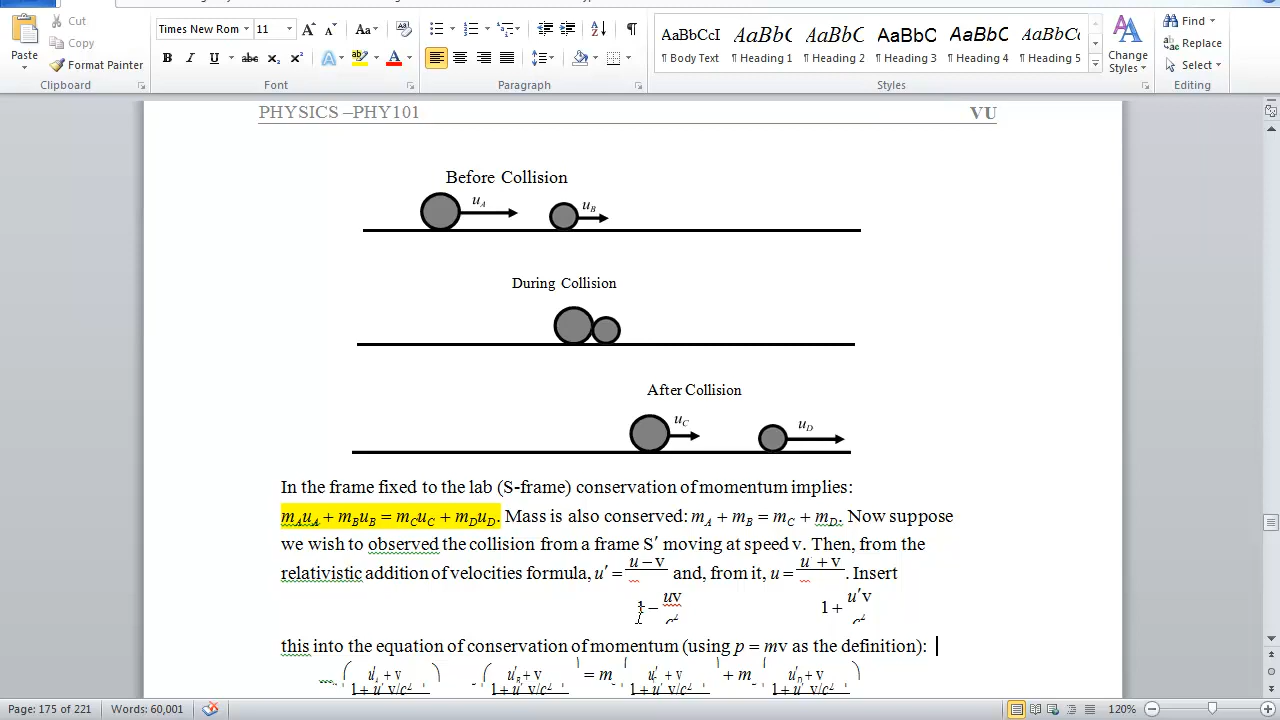 Cut
Copy
Format Painter
Paste
Clipboard
Times New Rom
11
Font
Paragraph
AaBbCcI AaBbC AaBbC AaBbC AaBbC AaBbC
¶ Body Text ¶ Heading 1 ¶ Heading 2 ¶ Heading 3 ¶ Heading 4 ¶ Heading 5
Styles
Change Styles
Find
Replace
Select
Editing
PHYSICS –PHY101 VU
Before Collision
u_A u_B
During Collision
After Collision
u_C u_D
In the frame fixed to the lab (S-frame) conservation of momentum implies:
m_A u_A + m_B u_B = m_C u_C + m_D u_D. Mass is also conserved: m_A + m_B = m_C + m_D. Now suppose
we wish to observed the collision from a frame S′ moving at speed v. Then, from the
relativistic addition of velocities formula, u′ = u − v and, from it, u = u′ + v. Insert
1 − uv/c² 1 + u′v/c²
this into the equation of conservation of momentum (using p = mv as the definition):
Page: 175 of 221 Words: 60,001 120%